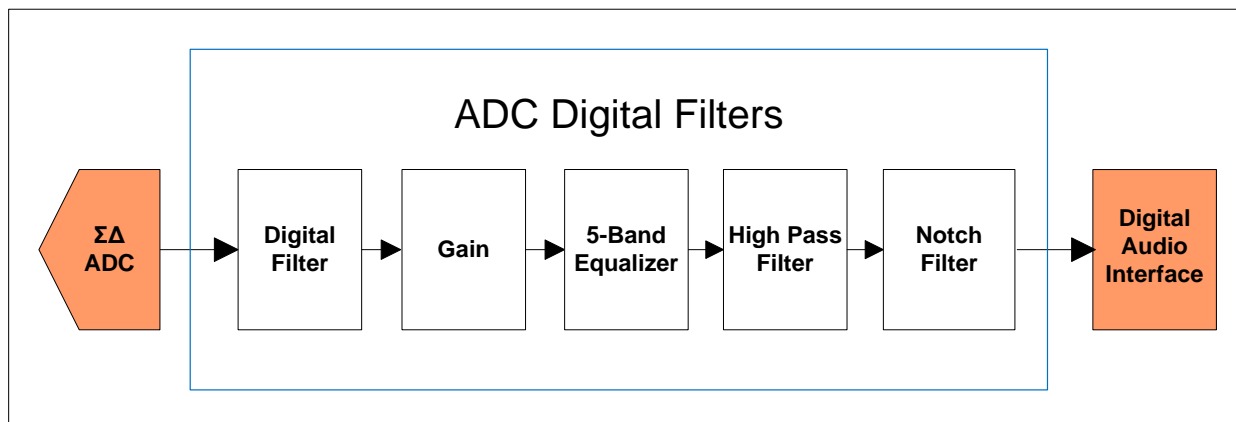 ADC Digital Filters
ΣΔ
ADC
Digital
Filter
Gain
5-Band
Equalizer
High Pass
Filter
Notch
Filter
Digital
Audio
Interface